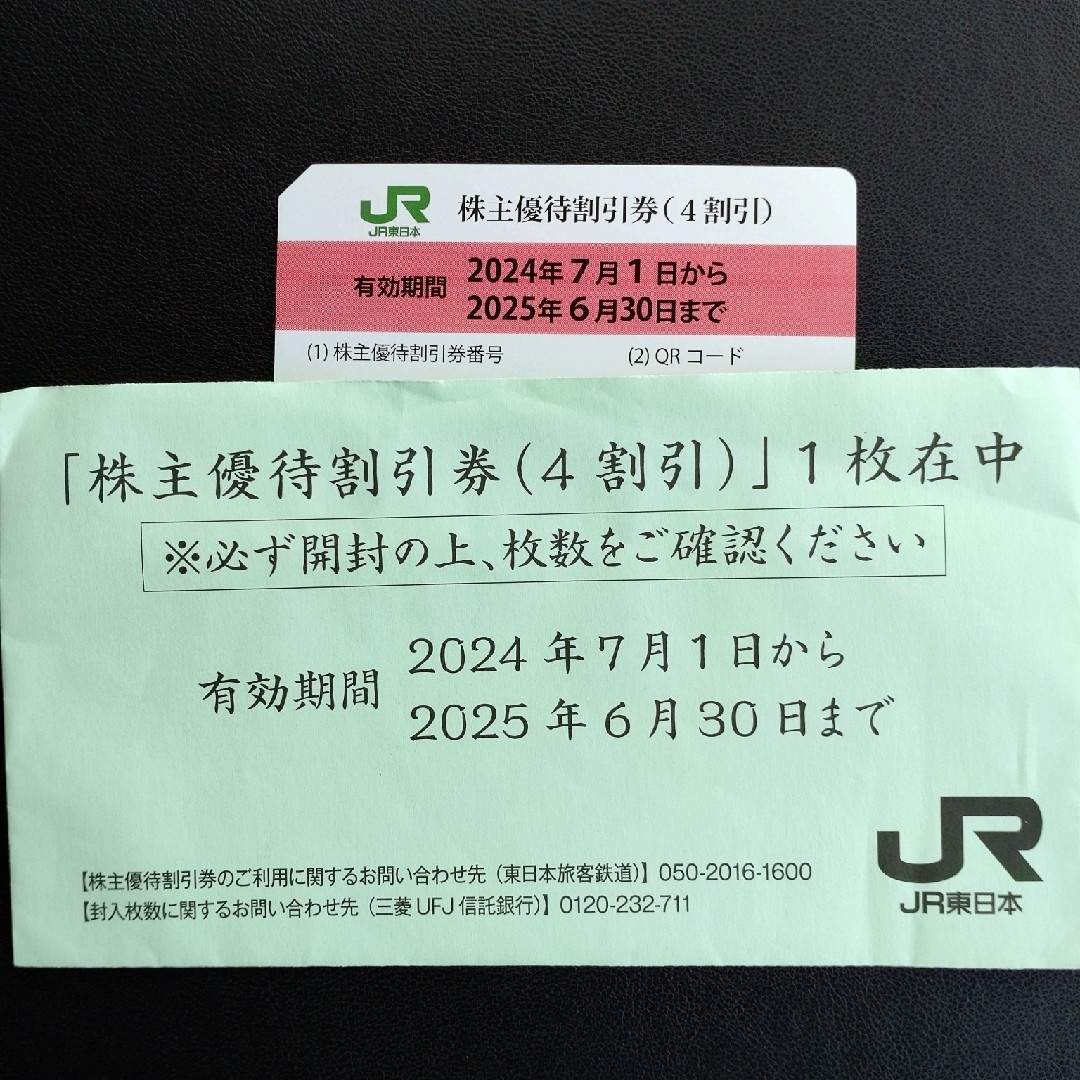 JR 株主優待割引券(4割引)
JR東日本
有効期間 2024年7月1日から
2025年6月30日まで
(1) 株主優待割引券番号 (2) QRコード
「株主優待割引券(4割引)」1枚在中
※必ず開封の上、枚数をご確認ください
有効期間 2024年7月1日から
2025年6月30日まで
JR
JR東日本
【株主優待割引券のご利用に関するお問い合わせ先(東日本旅客鉄道)】050-2016-1600
【封入枚数に関するお問い合わせ先(三菱UFJ信託銀行)】0120-232-711